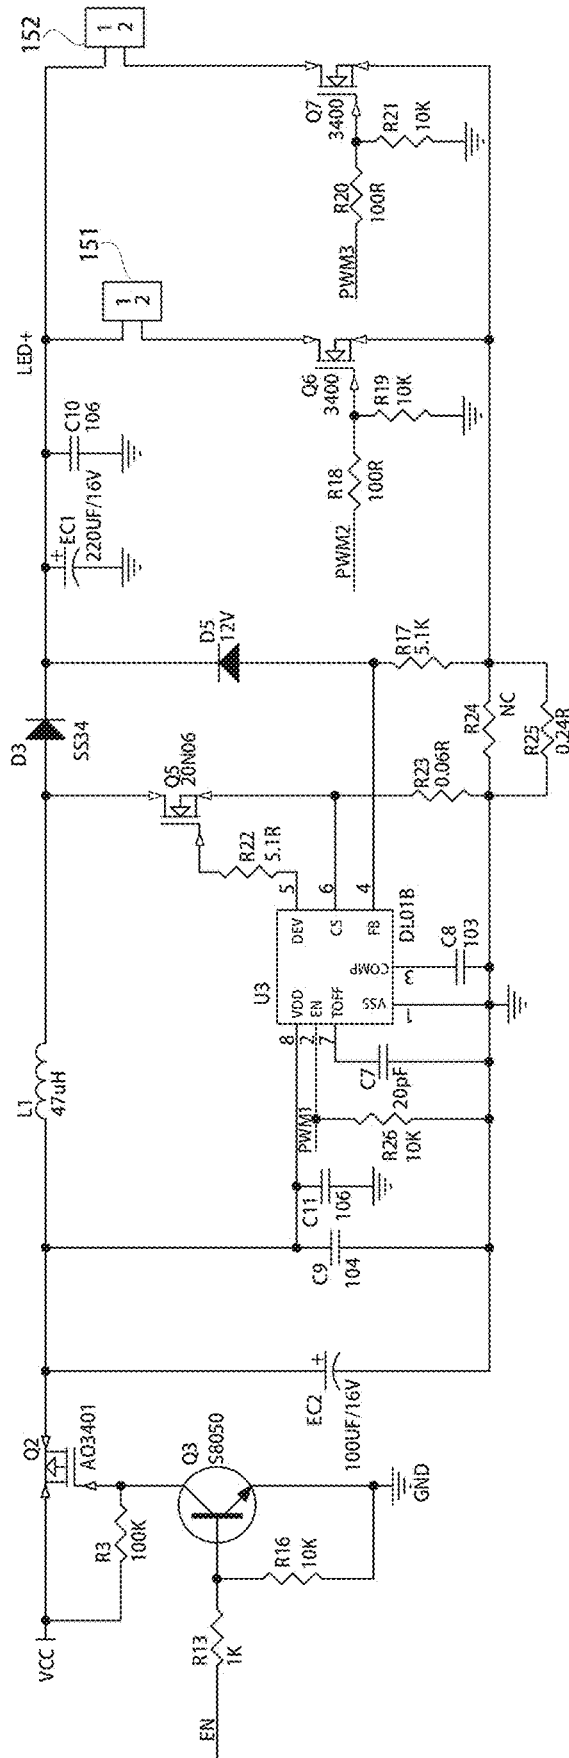 VCC
EN
R13
1K
R3
100K
R16
10K
Q3
S8050
GND
Q2
AO3401
EC2
100UF/16V
C9
104
C11
106
PWM1
R26
10K
C7
20pF
L1
47uH
U3
8
2
7
VDD
EN
TOFF
DEV
CS
FB
VSS
COMP
1
3
5
6
4
DL01B
C8
103
R22
5.1R
Q5
20N06
R23
0.06R
R24
NC
R25
0.24R
R17
5.1K
D3
SS34
D5
12V
EC1
220UF/16V
C10
106
LED+
151
1
2
Q6
3400
R18
100R
PWM2
R19
10K
152
1
2
Q7
3400
R20
100R
PWM3
R21
10K
+
+